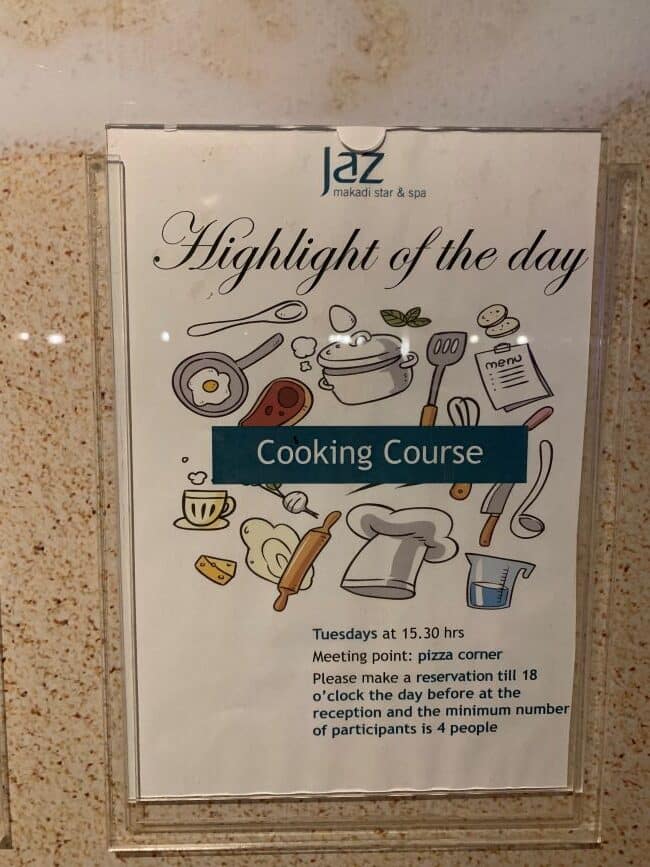 Jaz
makadi star & spa
Highlight of the day
menu
Cooking Course
Tuesdays at 15.30 hrs
Meeting point: pizza corner
Please make a reservation till 18
o'clock the day before at the
reception and the minimum number
of participants is 4 people